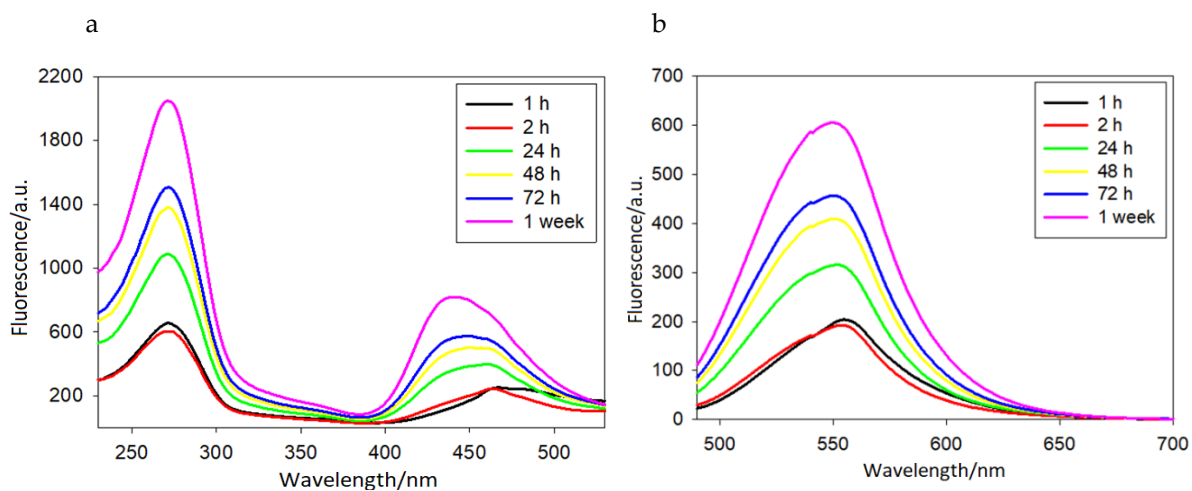 a
b
2200
1800
1400
1000
600
200
Fluorescence/a.u.
1 h
2 h
24 h
48 h
72 h
1 week
250
300
350
400
450
500
Wavelength/nm
700
600
500
400
300
200
100
0
Fluorescence/a.u.
1 h
2 h
24 h
48 h
72 h
1 week
500
550
600
650
700
Wavelength/nm